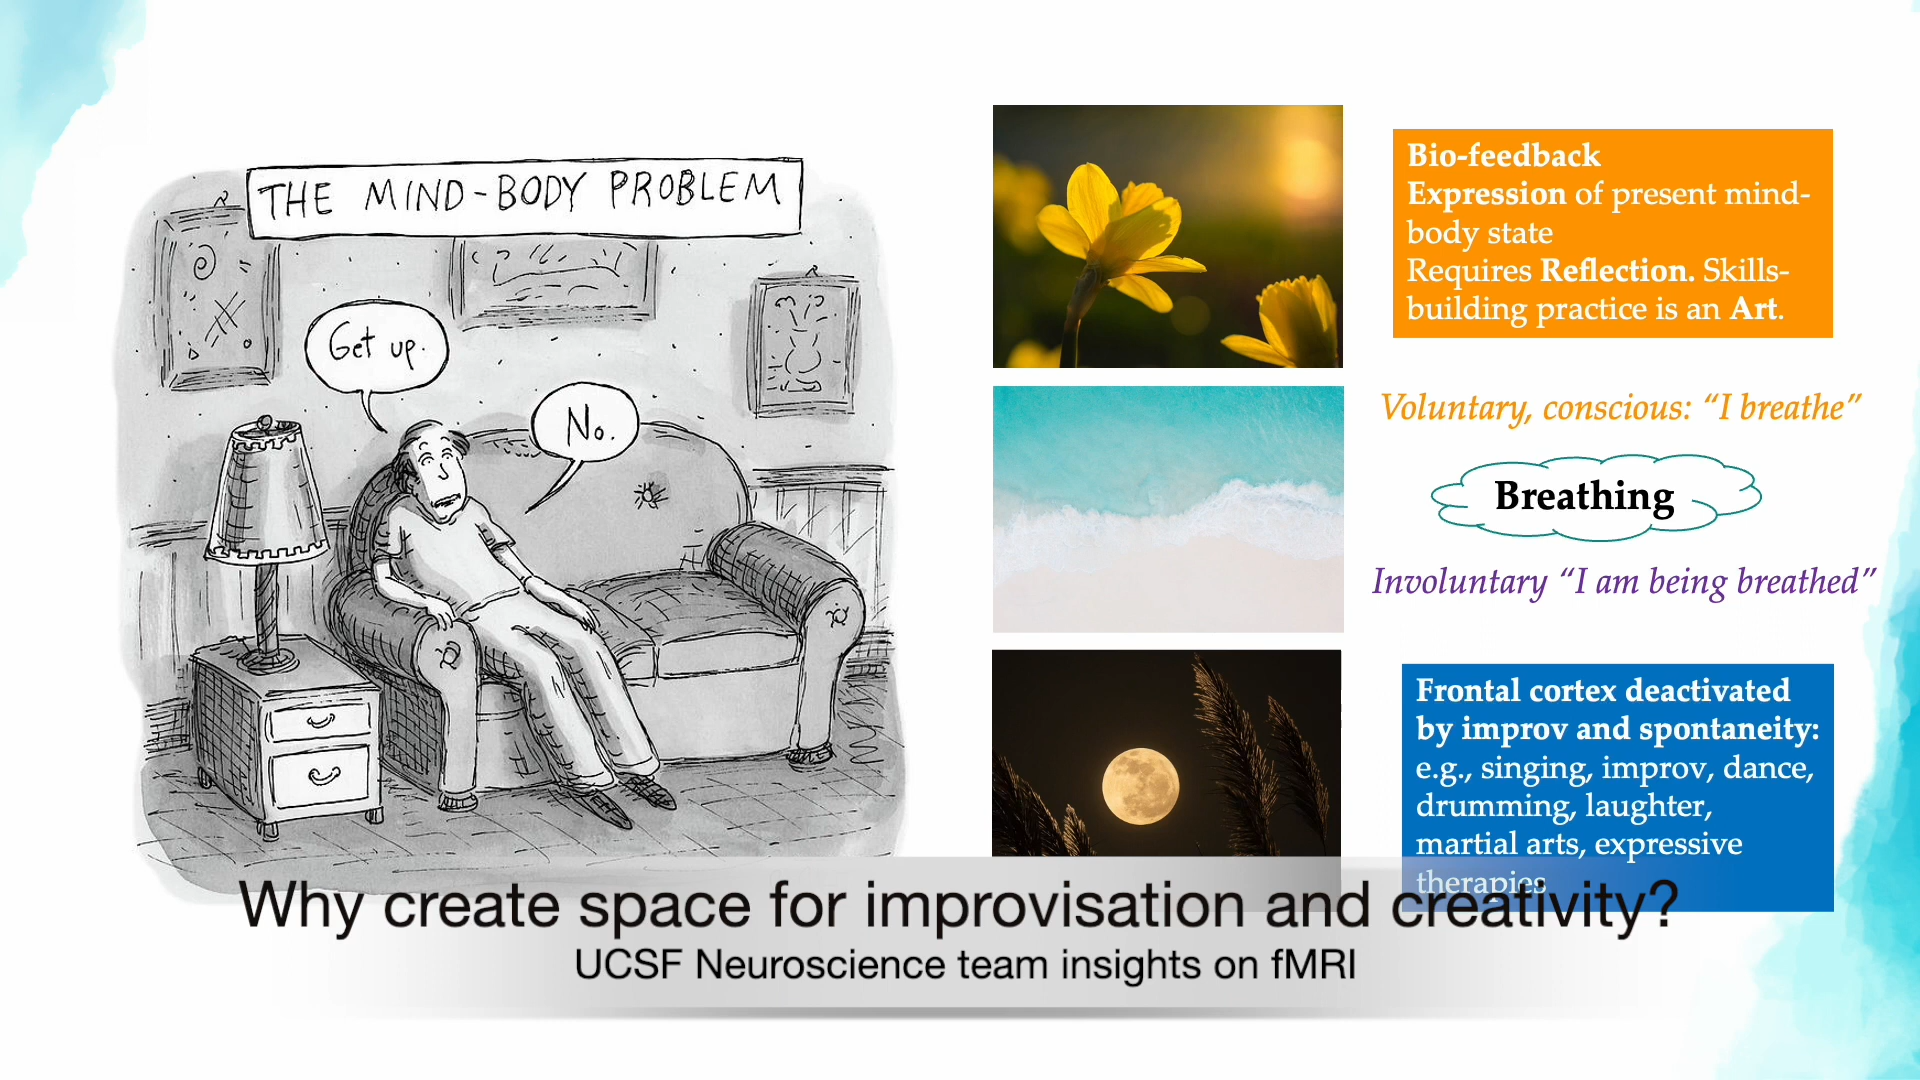 THE MIND-BODY PROBLEM
Get up.
No.
Bio-feedback
Expression of present mind-
body state
Requires Reflection. Skills-
building practice is an Art.
Voluntary, conscious: “I breathe”
Breathing
Involuntary “I am being breathed”
Frontal cortex deactivated
by improv and spontaneity:
e.g., singing, improv, dance,
drumming, laughter,
martial arts, expressive
therapies
Why create space for improvisation and creativity?
UCSF Neuroscience team insights on fMRI